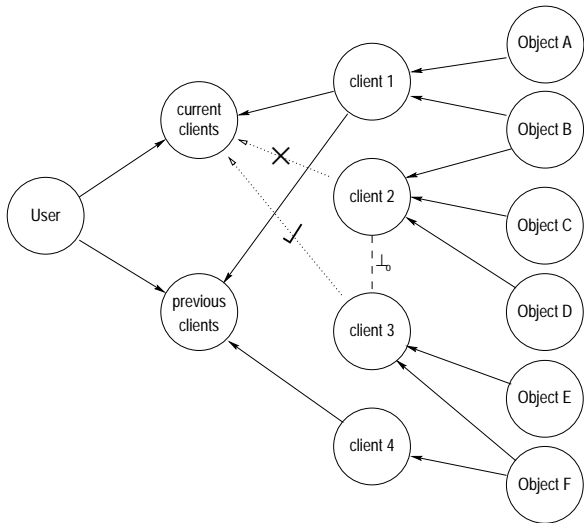 Object A
client 1
current
clients
Object B
client 2
User
Object C
⊥₀
previous
clients
Object D
client 3
Object E
client 4
Object F